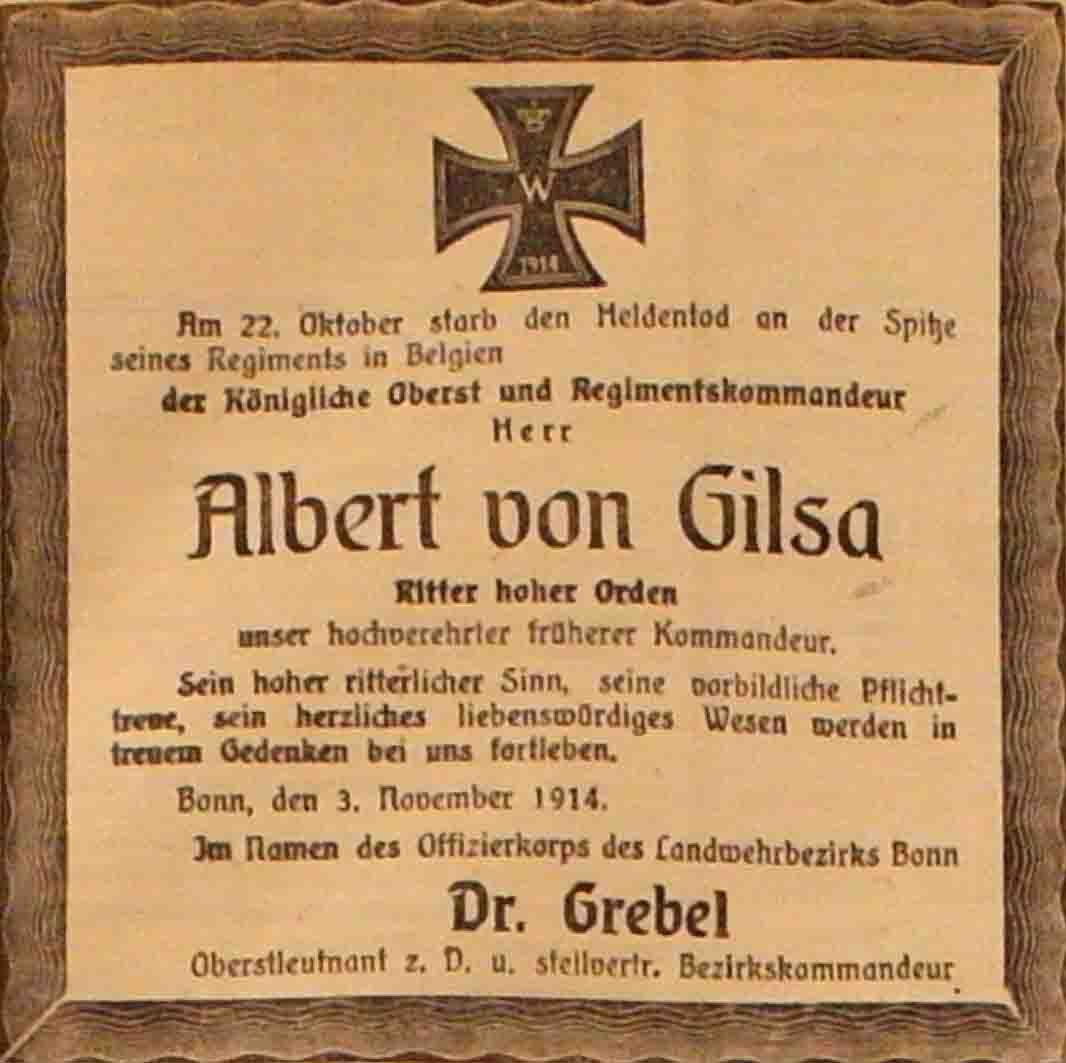 W
1914
Am 22. Oktober starb den Heldentod an der Spitze
seines Regiments in Belgien
der Königliche Oberst und Regimentskommandeur
Herr
Albert von Gilsa
Ritter hoher Orden
unser hochverehrter früherer Kommandeur.
Sein hoher ritterlicher Sinn, seine vorbildliche Pflicht-
treue, sein herzliches liebenswürdiges Wesen werden in
treuem Gedenken bei uns fortleben.
Bonn, den 3. November 1914.
Im Namen des Offizierkorps des Landwehrbezirks Bonn
Dr. Grebel
Oberstleutnant z. D. u. stellvertr. Bezirkskommandeur